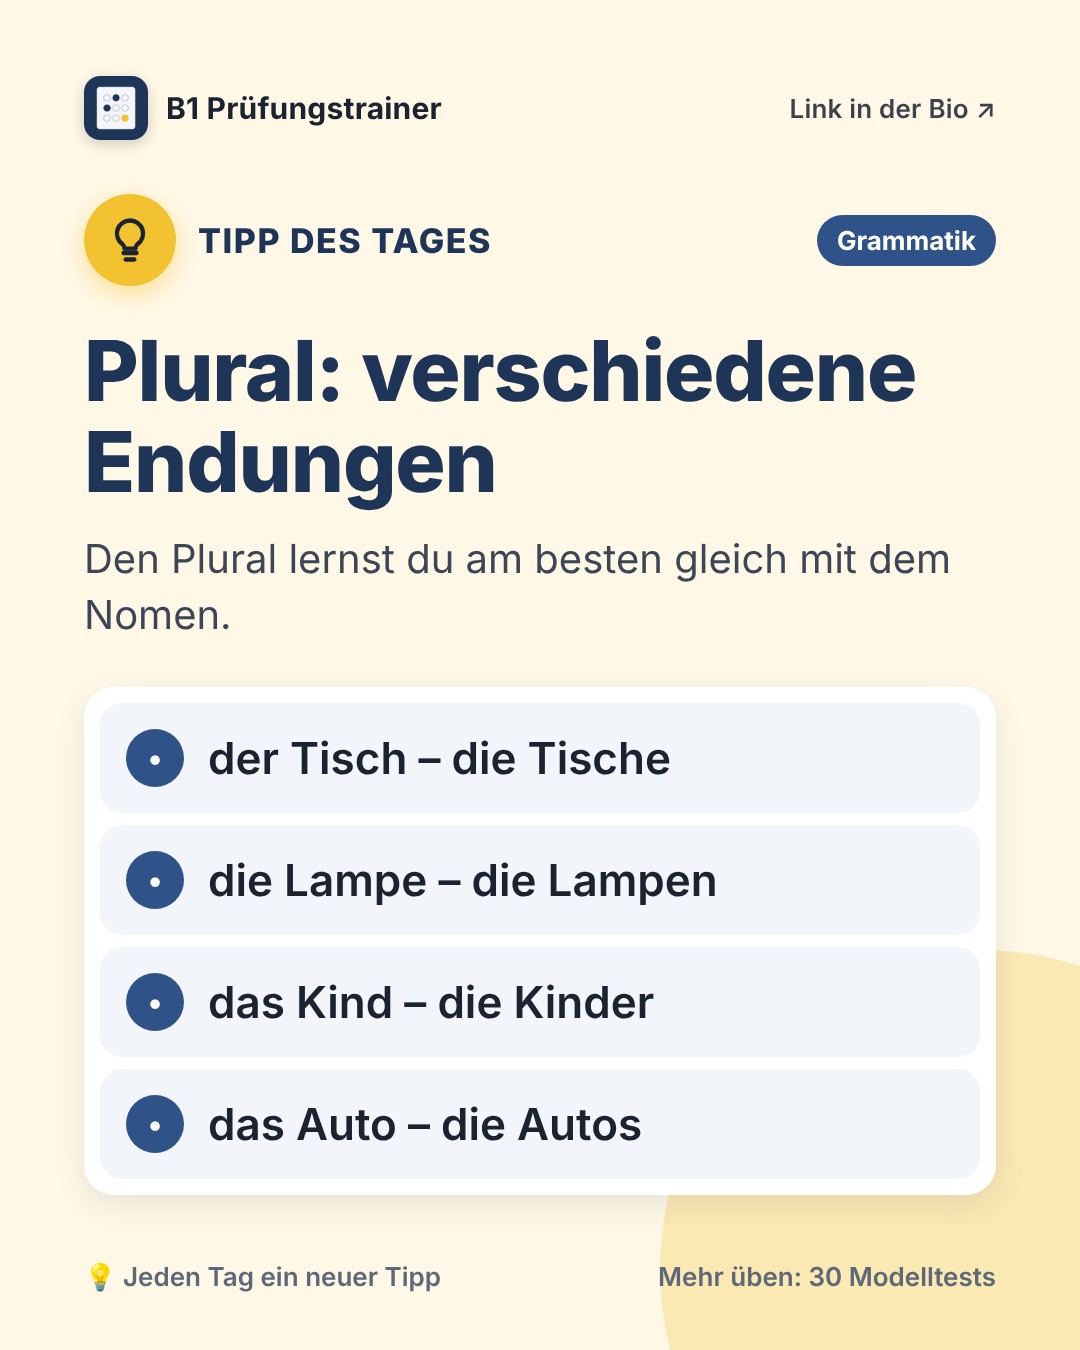 B1 Prüfungstrainer
Link in der Bio ↗
TIPP DES TAGES
Grammatik
Plural: verschiedene
Endungen
Den Plural lernst du am besten gleich mit dem
Nomen.
der Tisch – die Tische
die Lampe – die Lampen
das Kind – die Kinder
das Auto – die Autos
💡 Jeden Tag ein neuer Tipp
Mehr üben: 30 Modelltests